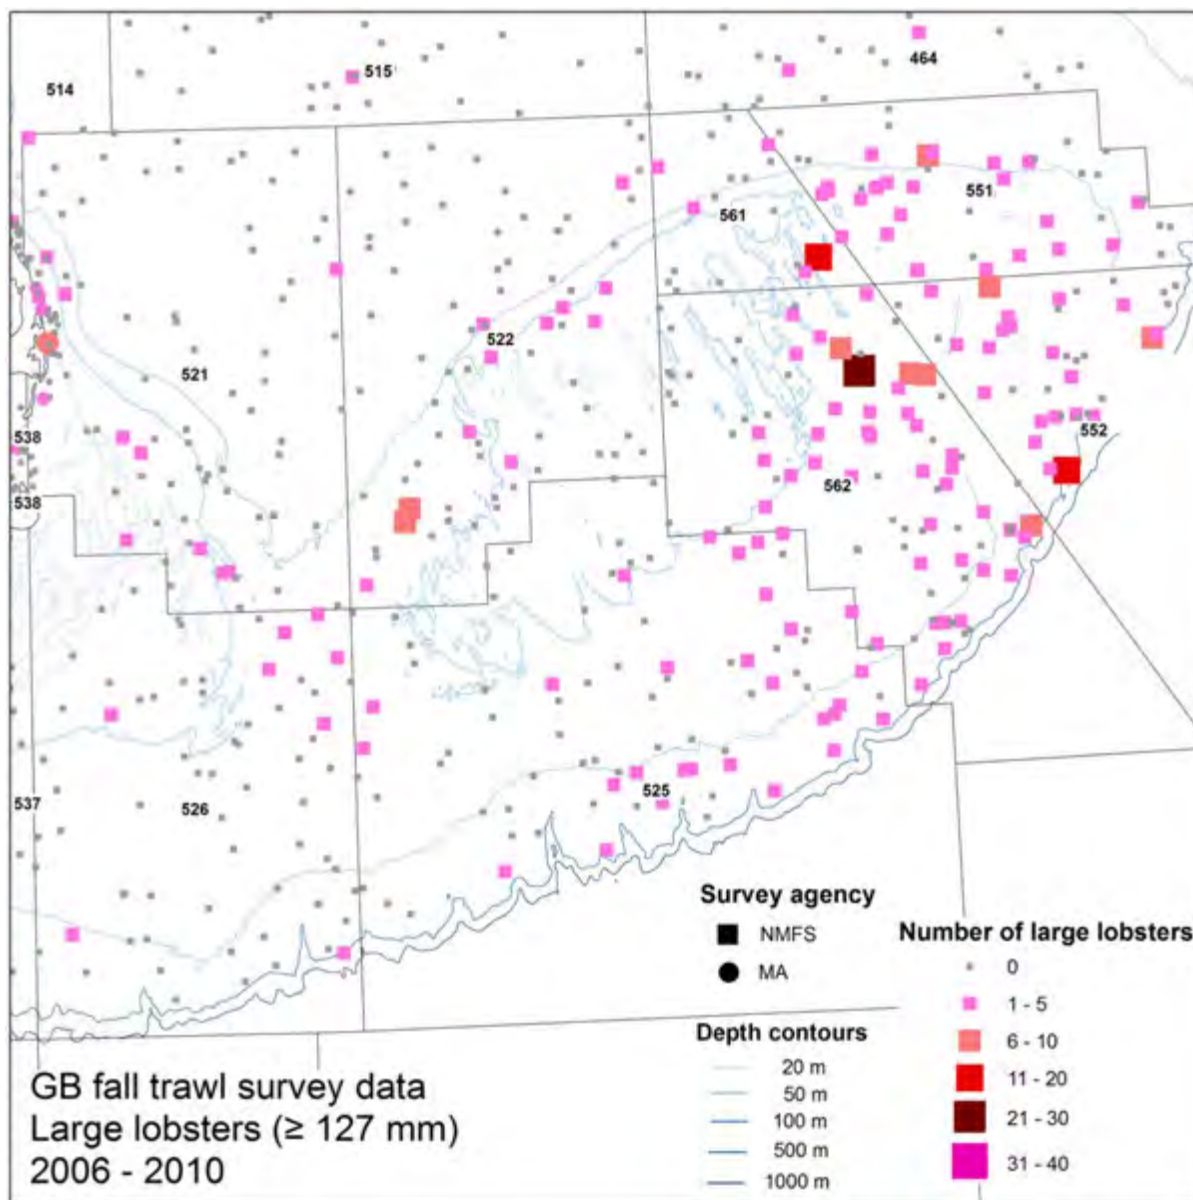 515
464
514
551
561
522
521
538
552
562
538
525
537
526
Survey agency
NMFS
MA
Number of large lobsters
0
1 - 5
6 - 10
11 - 20
21 - 30
31 - 40
Depth contours
20 m
50 m
100 m
500 m
1000 m
GB fall trawl survey data
Large lobsters (≥ 127 mm)
2006 - 2010